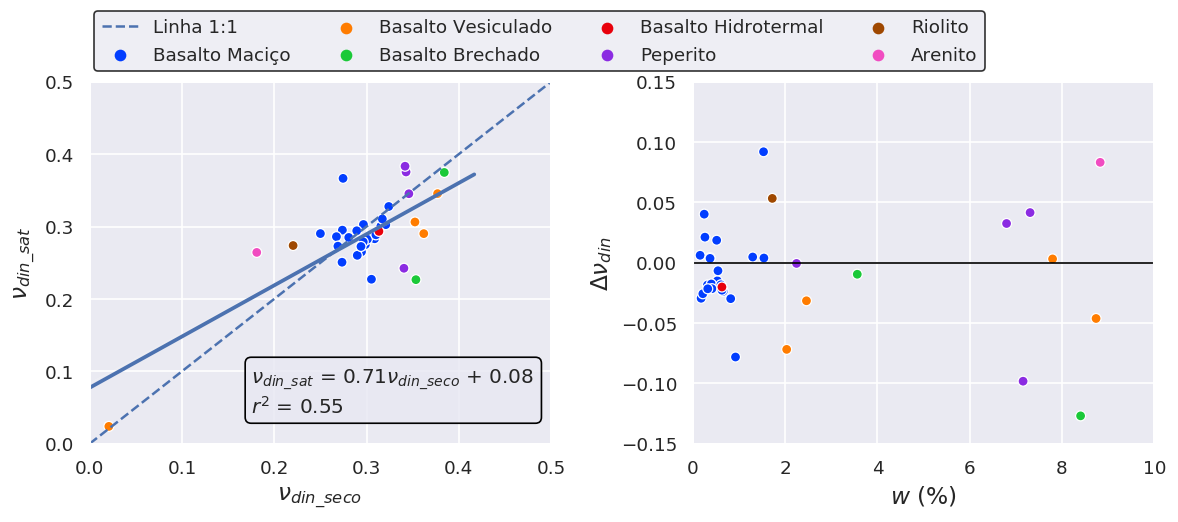 Linha 1:1
Basalto Maciço
Basalto Vesiculado
Basalto Brechado
Basalto Hidrotermal
Peperito
Riolito
Arenito
0.5
0.4
0.3
0.2
0.1
0.0
ν_din_sat
ν_din_sat = 0.71ν_din_seco + 0.08
r² = 0.55
0.0 0.1 0.2 0.3 0.4 0.5
ν_din_seco
0.15
0.10
0.05
0.00
−0.05
−0.10
−0.15
Δν_din
0 2 4 6 8 10
w (%)